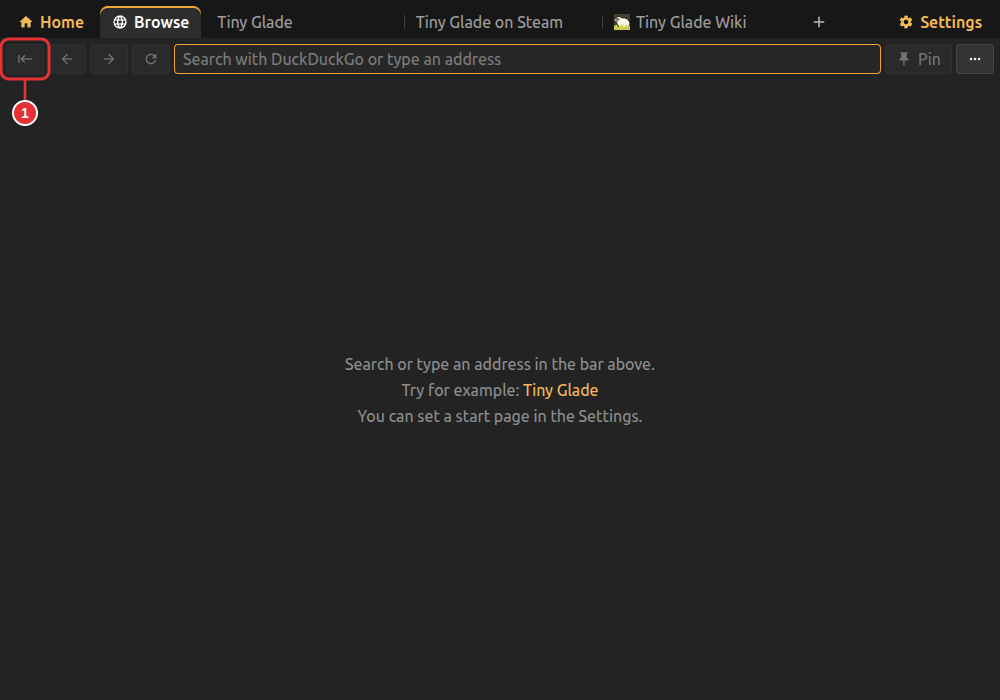 Home
Browse
Tiny Glade
Tiny Glade on Steam
Tiny Glade Wiki
Settings
Search with DuckDuckGo or type an address
Pin
1
Search or type an address in the bar above.
Try for example: Tiny Glade
You can set a start page in the Settings.